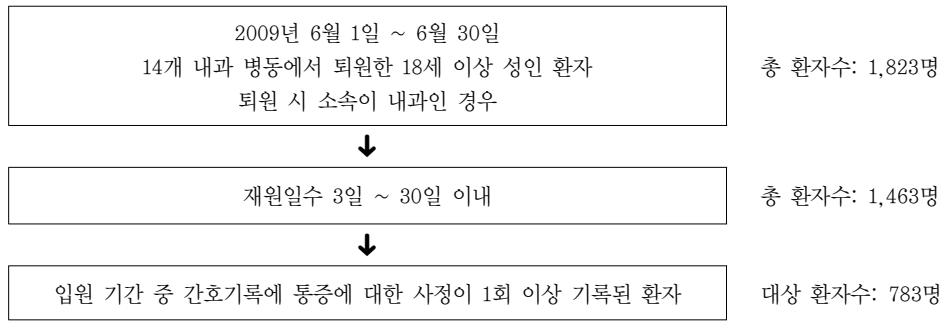 2009년 6월 1일 ~ 6월 30일
14개 내과 병동에서 퇴원한 18세 이상 성인 환자
퇴원 시 소속이 내과인 경우
총 환자수: 1,823명
재원일수 3일 ~ 30일 이내
총 환자수: 1,463명
입원 기간 중 간호기록에 통증에 대한 사정이 1회 이상 기록된 환자
대상 환자수: 783명